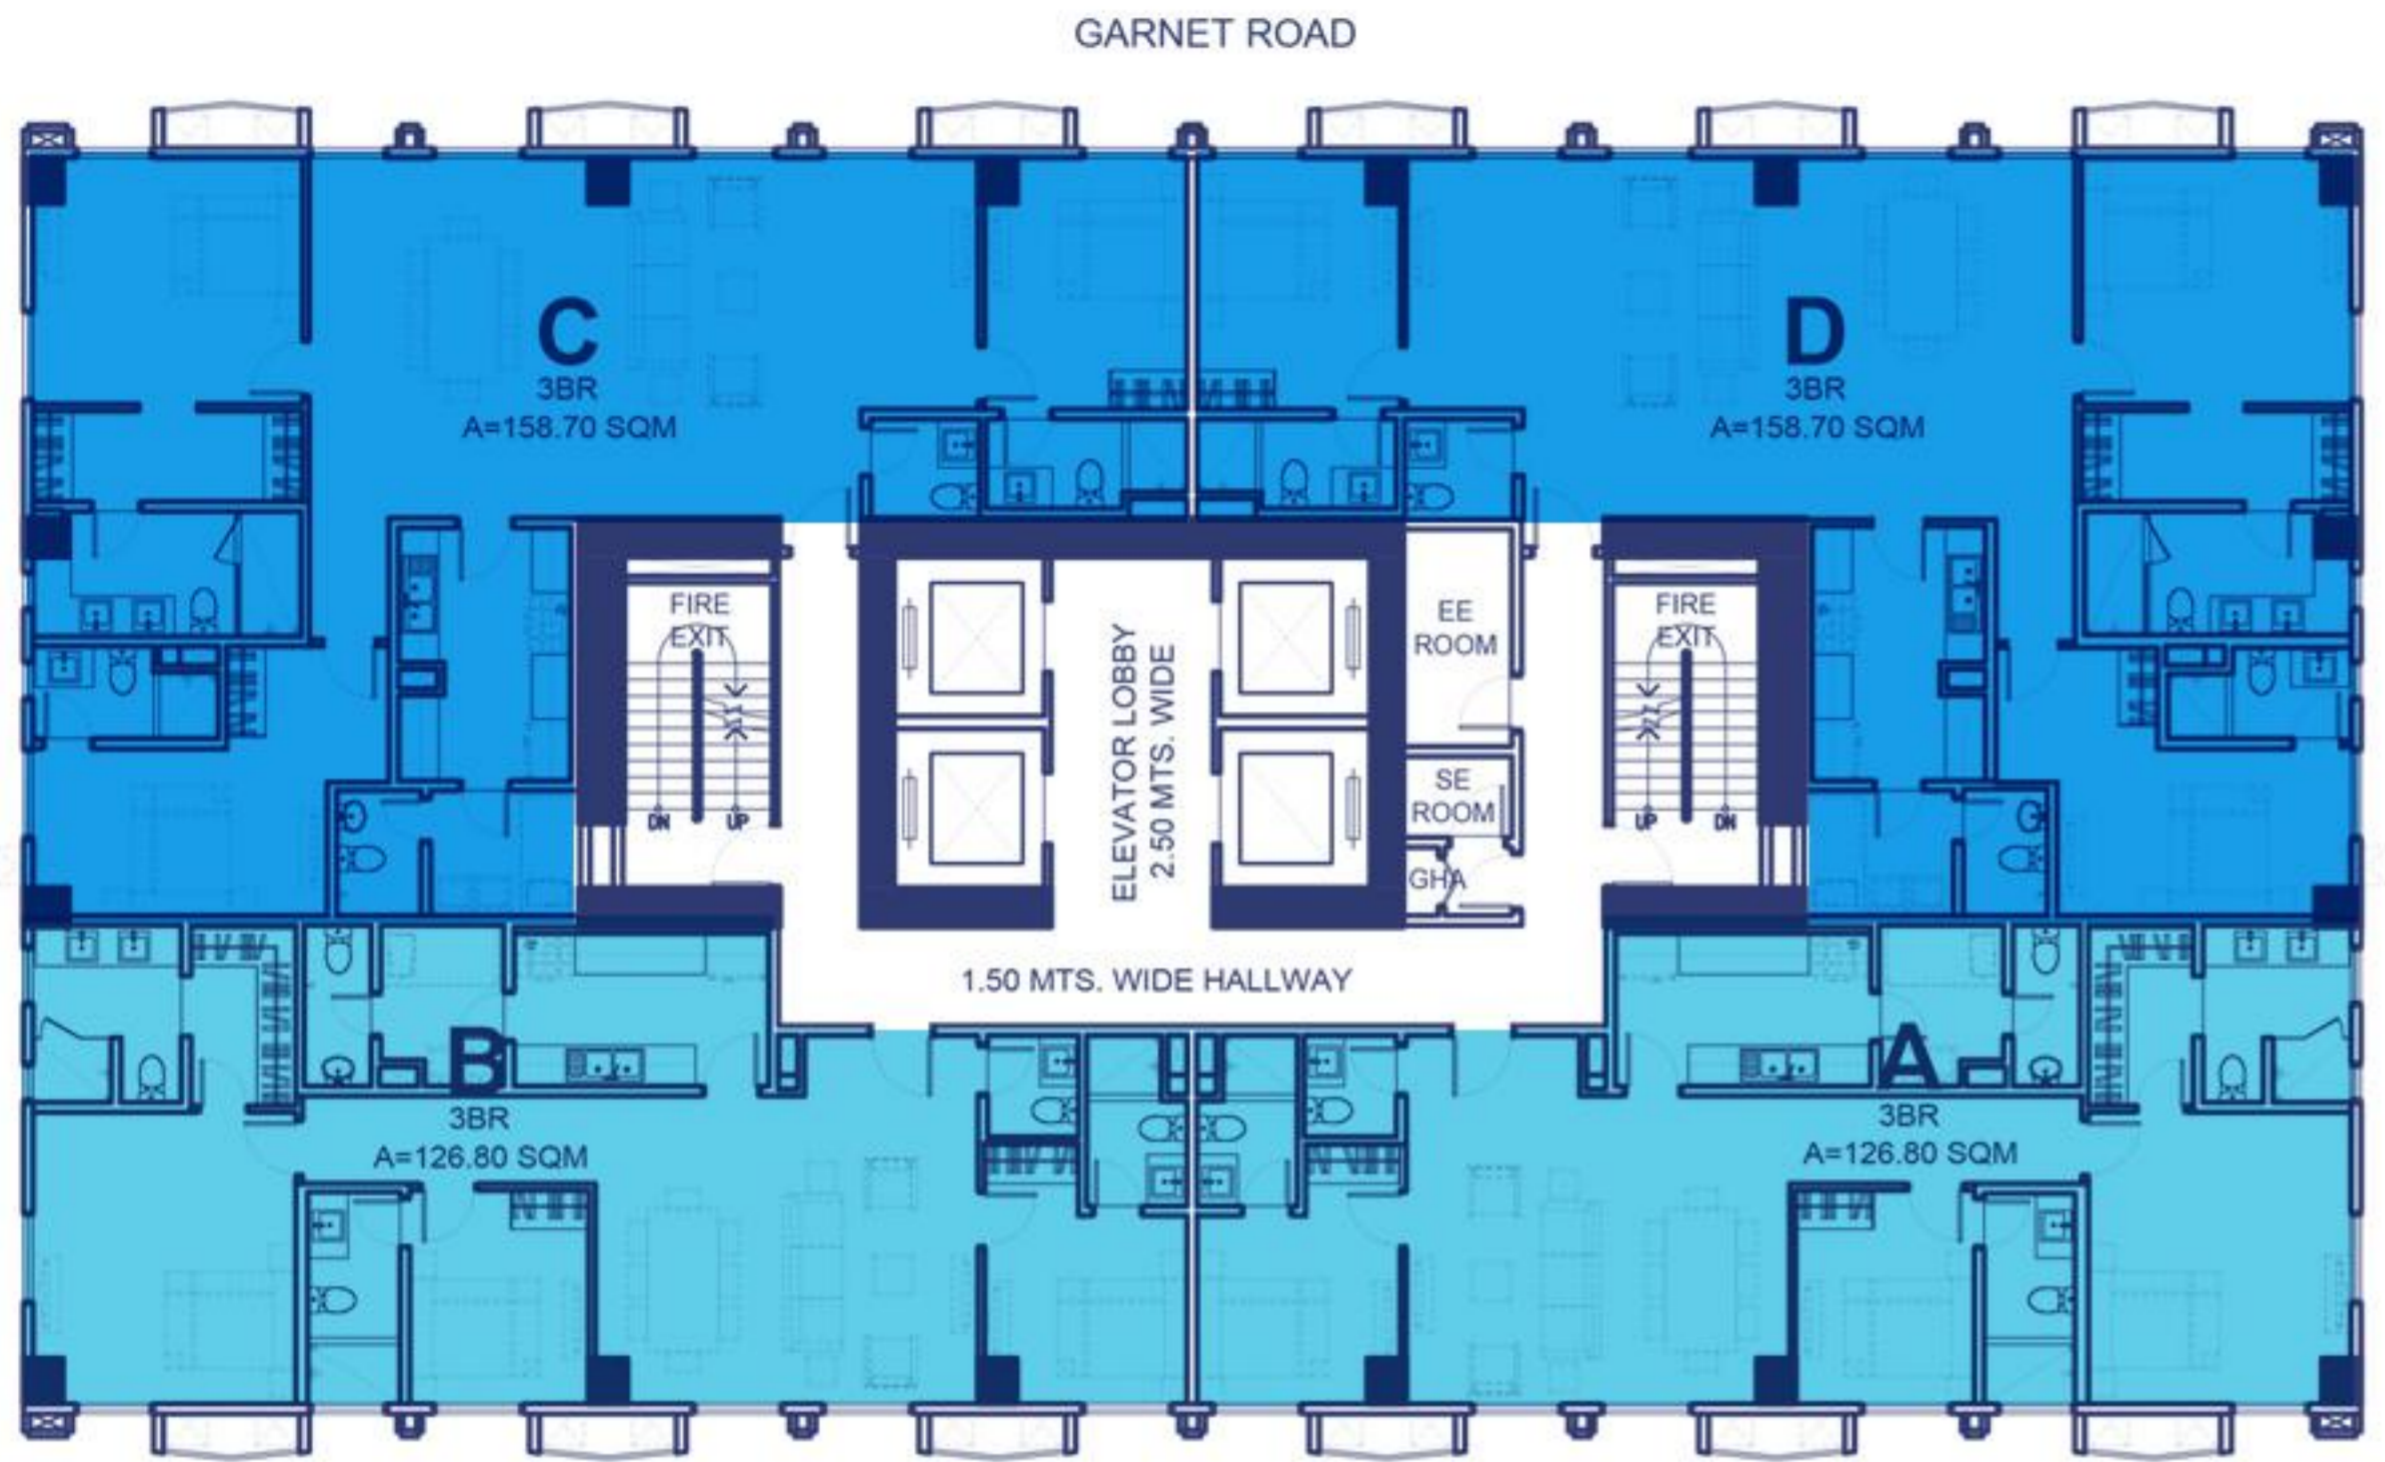 GARNET ROAD
C
3BR
A=158.70 SQM
D
3BR
A=158.70 SQM
FIRE
EXIT
DN
UP
ELEVATOR LOBBY
2.50 MTS. WIDE
EE
ROOM
SE
ROOM
GHA
FIRE
EXIT
UP
DN
1.50 MTS. WIDE HALLWAY
B
3BR
A=126.80 SQM
A
3BR
A=126.80 SQM